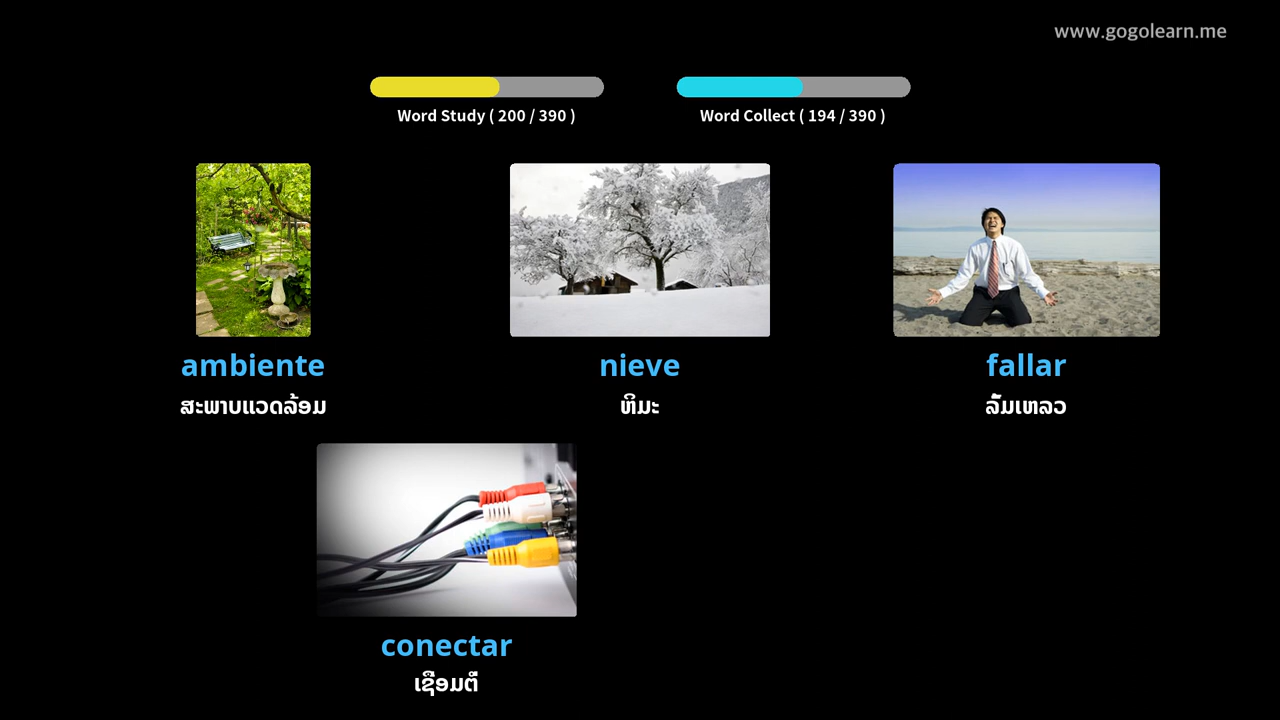 www.gogolearn.me
Word Study ( 200 / 390 )
Word Collect ( 194 / 390 )
ambiente
ສະພາບແວດລ້ອມ
nieve
ຫິມະ
fallar
ລົ້ມເຫລວ
conectar
ເຊື່ອມຕໍ່